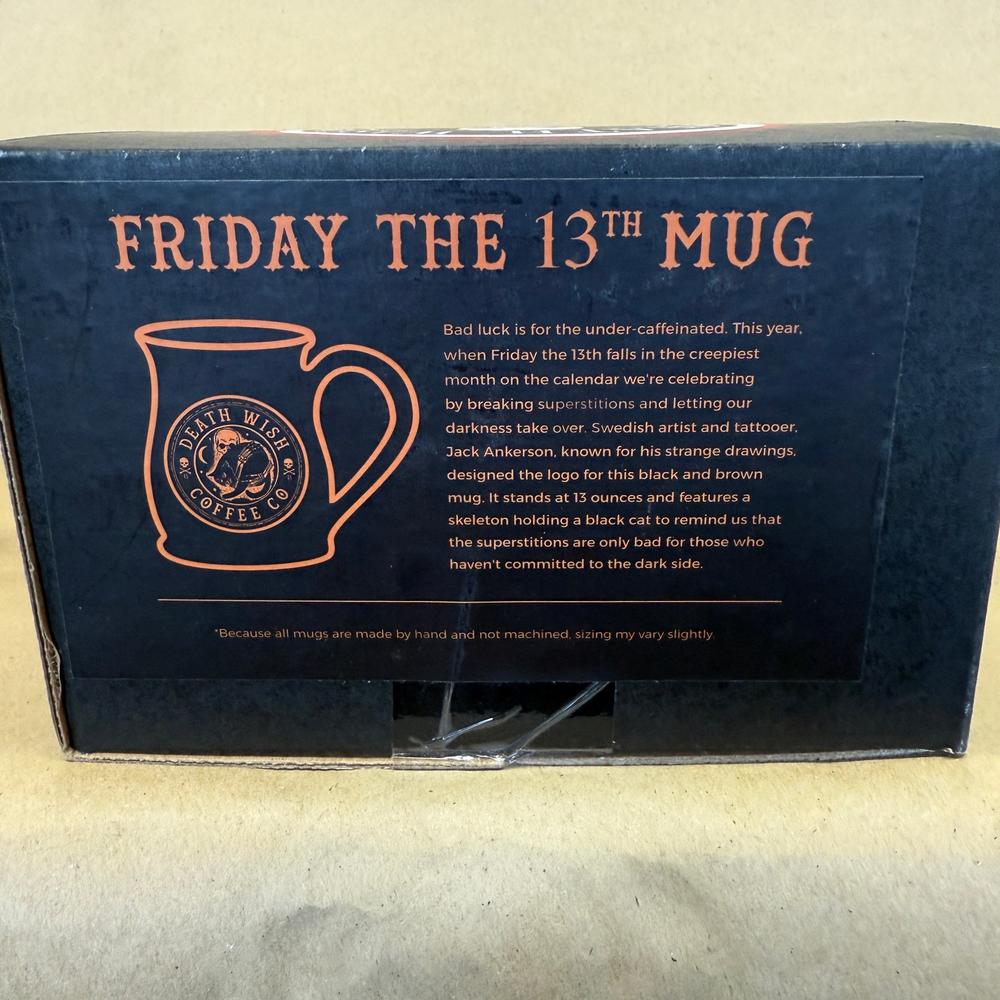 FRIDAY THE 13TH MUG
DEATH WISH
COFFEE CO
Bad luck is for the under-caffeinated. This year,
when Friday the 13th falls in the creepiest
month on the calendar we're celebrating
by breaking superstitions and letting our
darkness take over. Swedish artist and tattooer,
Jack Ankerson, known for his strange drawings,
designed the logo for this black and brown
mug. It stands at 13 ounces and features a
skeleton holding a black cat to remind us that
the superstitions are only bad for those who
haven't committed to the dark side.
*Because all mugs are made by hand and not machined, sizing my vary slightly.